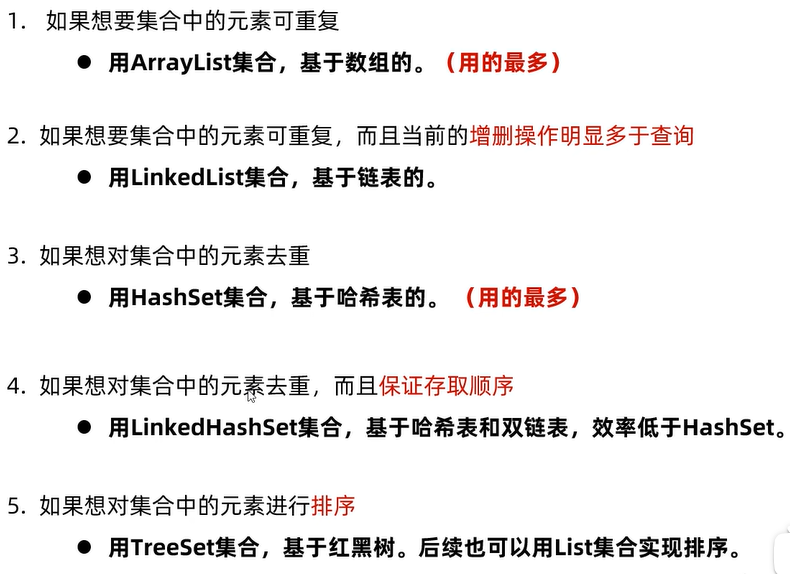 1. 如果想要集合中的元素可重复
● 用ArrayList集合，基于数组的。（用的最多）
2. 如果想要集合中的元素可重复，而且当前的增删操作明显多于查询
● 用LinkedList集合，基于链表的。
3. 如果想对集合中的元素去重
● 用HashSet集合，基于哈希表的。（用的最多）
4. 如果想对集合中的元素去重，而且保证存取顺序
● 用LinkedHashSet集合，基于哈希表和双链表，效率低于HashSet。
5. 如果想对集合中的元素进行排序
● 用TreeSet集合，基于红黑树。后续也可以用List集合实现排序。